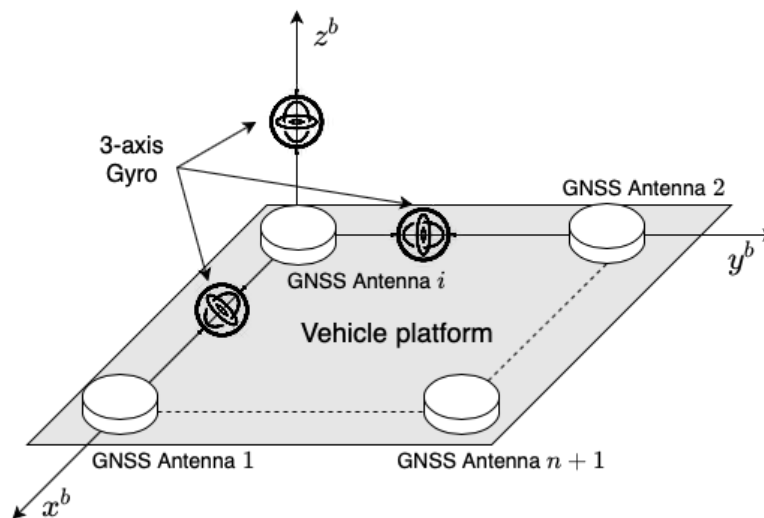 z^b
3-axis
Gyro
GNSS Antenna 2
y^b
GNSS Antenna i
Vehicle platform
GNSS Antenna 1
GNSS Antenna n + 1
x^b